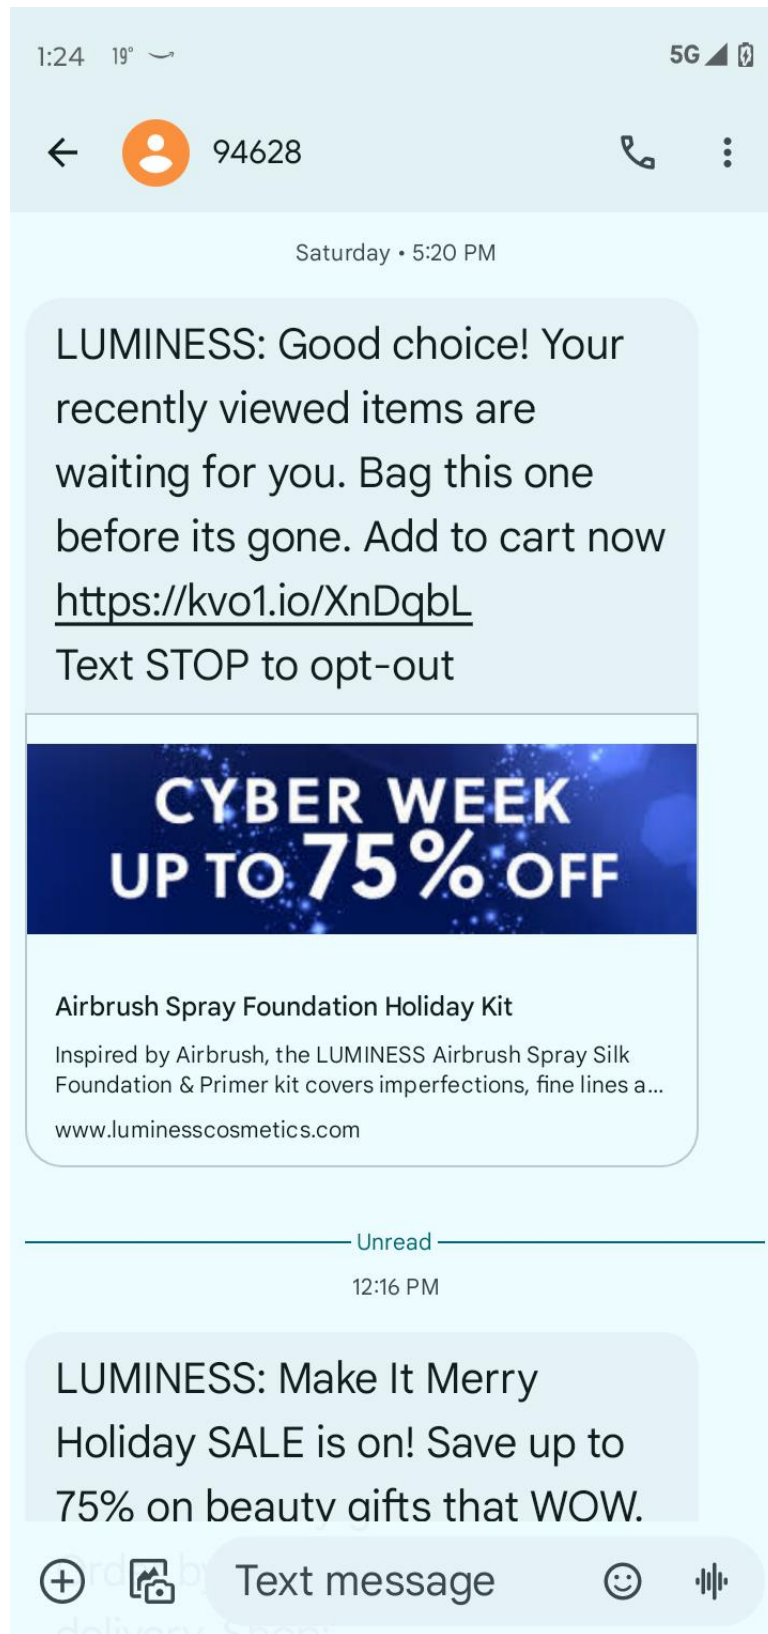 1:24 19° 5G
94628
Saturday • 5:20 PM
LUMINESS: Good choice! Your
recently viewed items are
waiting for you. Bag this one
before its gone. Add to cart now
https://kvo1.io/XnDqbL
Text STOP to opt-out
CYBER WEEK
UP TO 75% OFF
Airbrush Spray Foundation Holiday Kit
Inspired by Airbrush, the LUMINESS Airbrush Spray Silk
Foundation & Primer kit covers imperfections, fine lines a...
www.luminesscosmetics.com
Unread
12:16 PM
LUMINESS: Make It Merry
Holiday SALE is on! Save up to
75% on beauty gifts that WOW.
Text message
delivery. Shop: